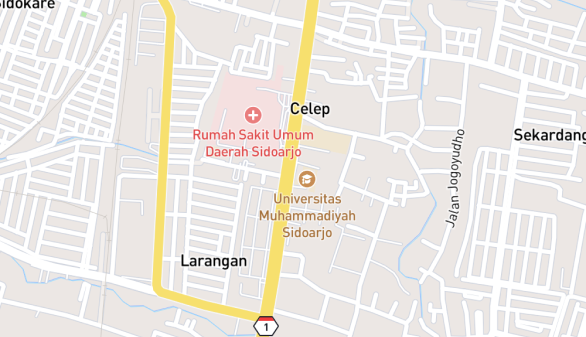 Sidokare
Celep
Rumah Sakit Umum
Daerah Sidoarjo
Sekardang
Universitas
Muhammadiyah
Sidoarjo
Jalan Jogoyudho
Larangan
1